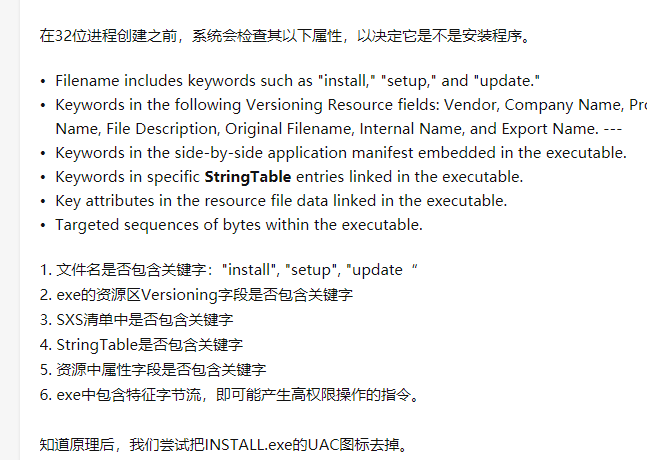 在32位进程创建之前，系统会检查其以下属性，以决定它是不是安装程序。
• Filename includes keywords such as "install," "setup," and "update."
• Keywords in the following Versioning Resource fields: Vendor, Company Name, Pro
Name, File Description, Original Filename, Internal Name, and Export Name. ---
• Keywords in the side-by-side application manifest embedded in the executable.
• Keywords in specific StringTable entries linked in the executable.
• Key attributes in the resource file data linked in the executable.
• Targeted sequences of bytes within the executable.
1. 文件名是否包含关键字："install", "setup", "update“
2. exe的资源区Versioning字段是否包含关键字
3. SXS清单中是否包含关键字
4. StringTable是否包含关键字
5. 资源中属性字段是否包含关键字
6. exe中包含特征字节流，即可能产生高权限操作的指令。
知道原理后，我们尝试把INSTALL.exe的UAC图标去掉。